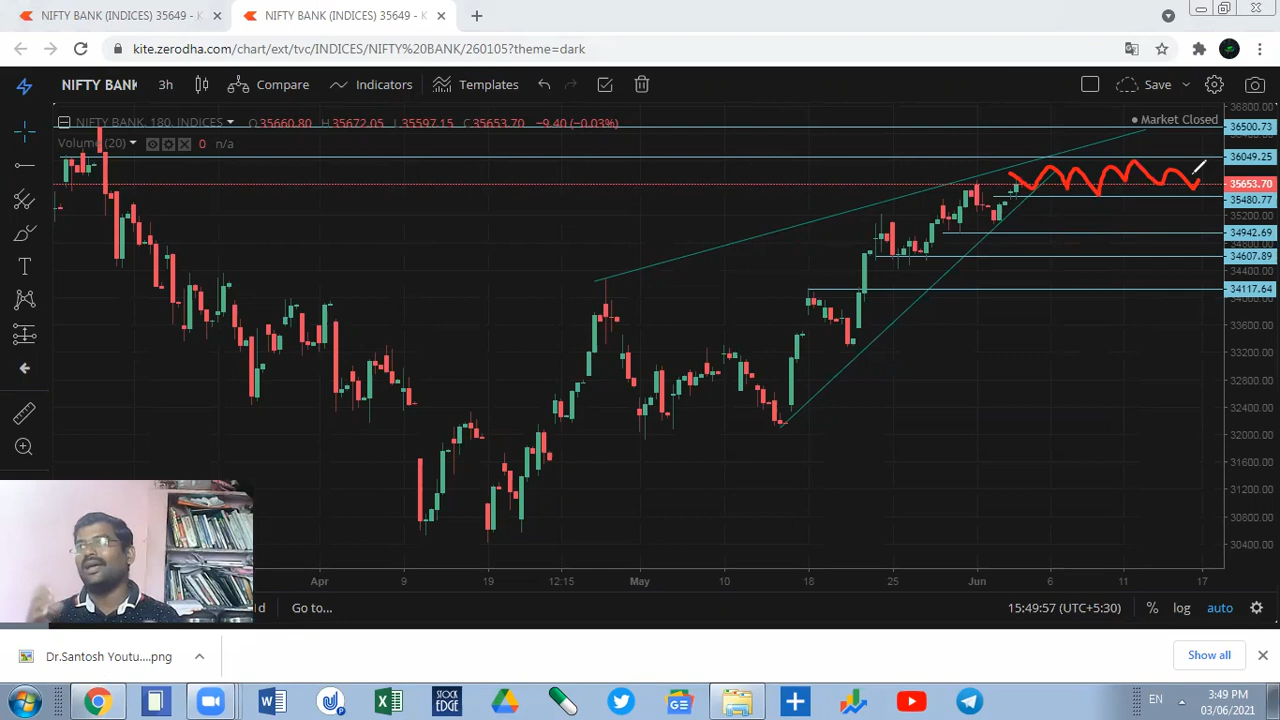 NIFTY BANK (INDICES) 35649 - K
NIFTY BANK (INDICES) 35649 - K
kite.zerodha.com/chart/ext/tvc/INDICES/NIFTY%20BANK/260105?theme=dark
NIFTY BANK 3h Compare Indicators Templates Save
NIFTY BANK, 180, INDICES O35660.80 H35672.05 L35597.15 C35653.70 −9.40 (−0.03%)
Volume (20) 0 n/a
Market Closed
36800.00
36500.73
36049.25
35653.70
35480.77
35200.00
34942.69
34800.00
34607.89
34400.00
34117.64
34000.00
33600.00
33200.00
32800.00
32400.00
32000.00
31600.00
31200.00
30800.00
30400.00
Apr 9 19 12:15 May 10 18 25 Jun 6 11 17
Go to... 15:49:57 (UTC+5:30) % log auto
Dr.Santosh Youtu....png Show all
STOCK
EDGE
EN 3:49 PM
03/06/2021